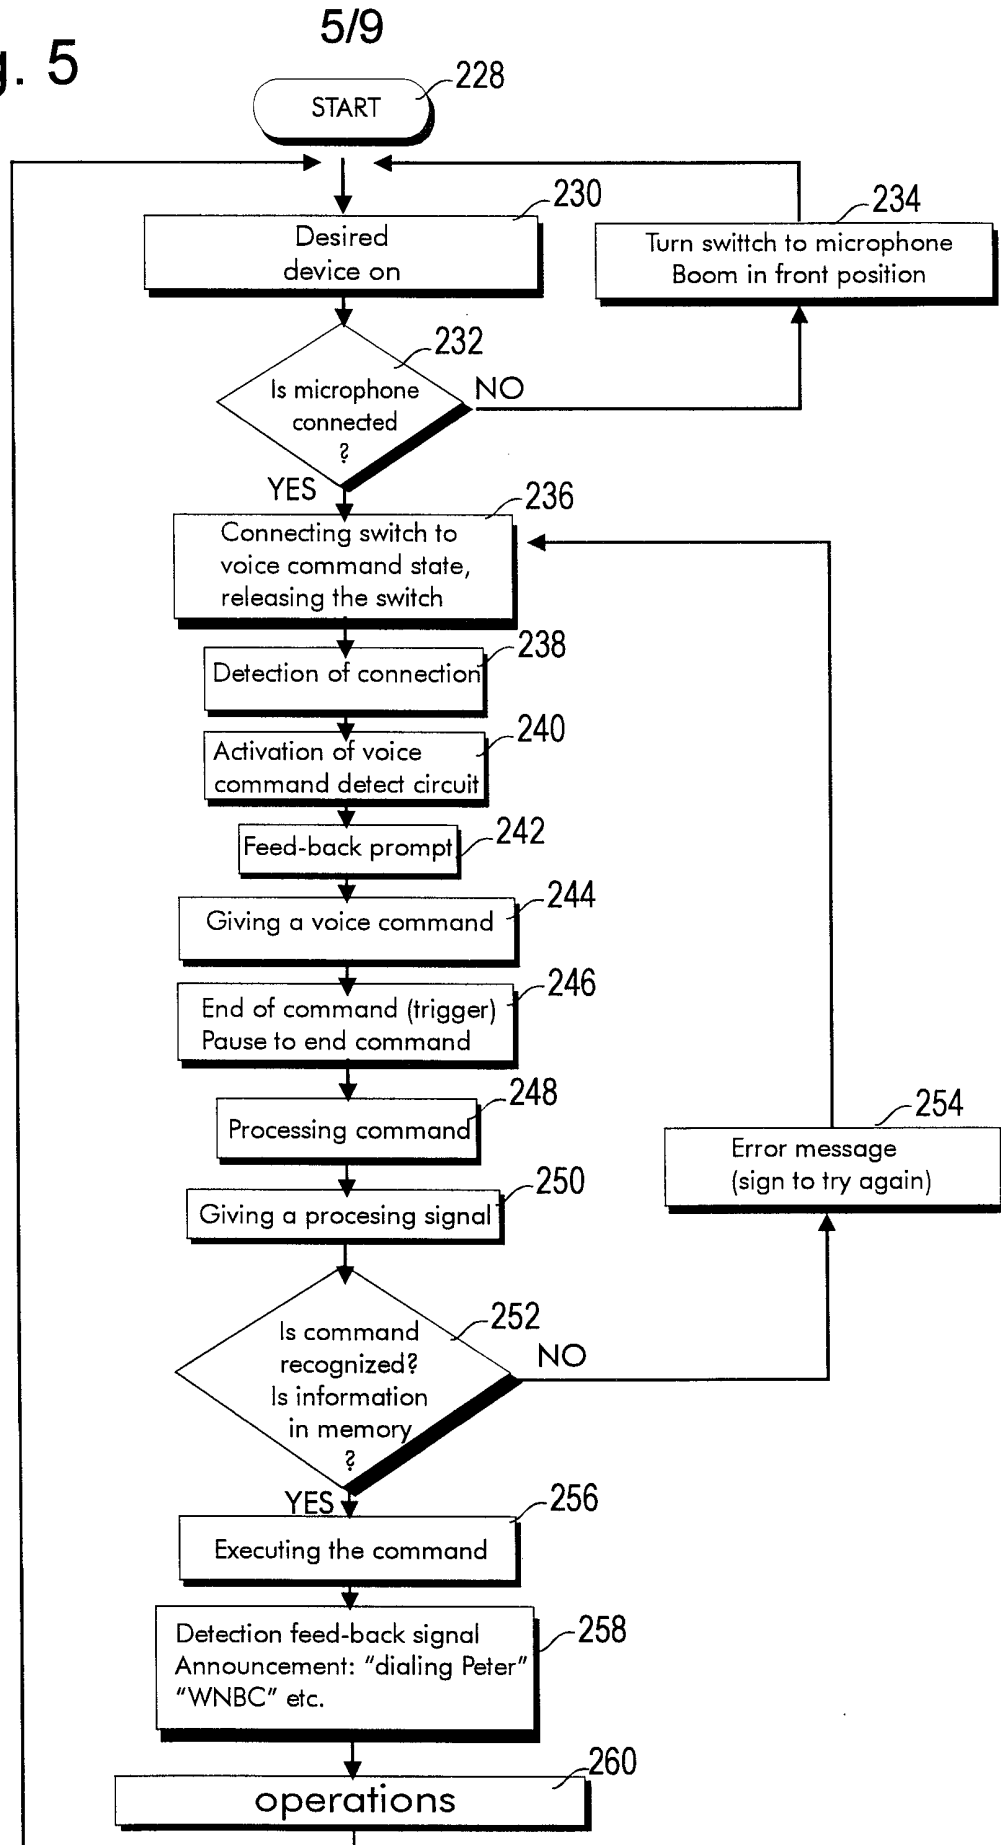 5/9
g. 5
228
START
230
Desired
device on
234
Turn swittch to microphone
Boom in front position
232
Is microphone
connected
?
NO
YES
236
Connecting switch to
voice command state,
releasing the switch
238
Detection of connection
240
Activation of voice
command detect circuit
242
Feed-back prompt
244
Giving a voice command
246
End of command (trigger)
Pause to end command
248
Processing command
254
Error message
(sign to try again)
250
Giving a procesing signal
252
Is command
recognized?
Is information
in memory
?
NO
YES
256
Executing the command
258
Detection feed-back signal
Announcement: “dialing Peter”
“WNBC” etc.
260
operations